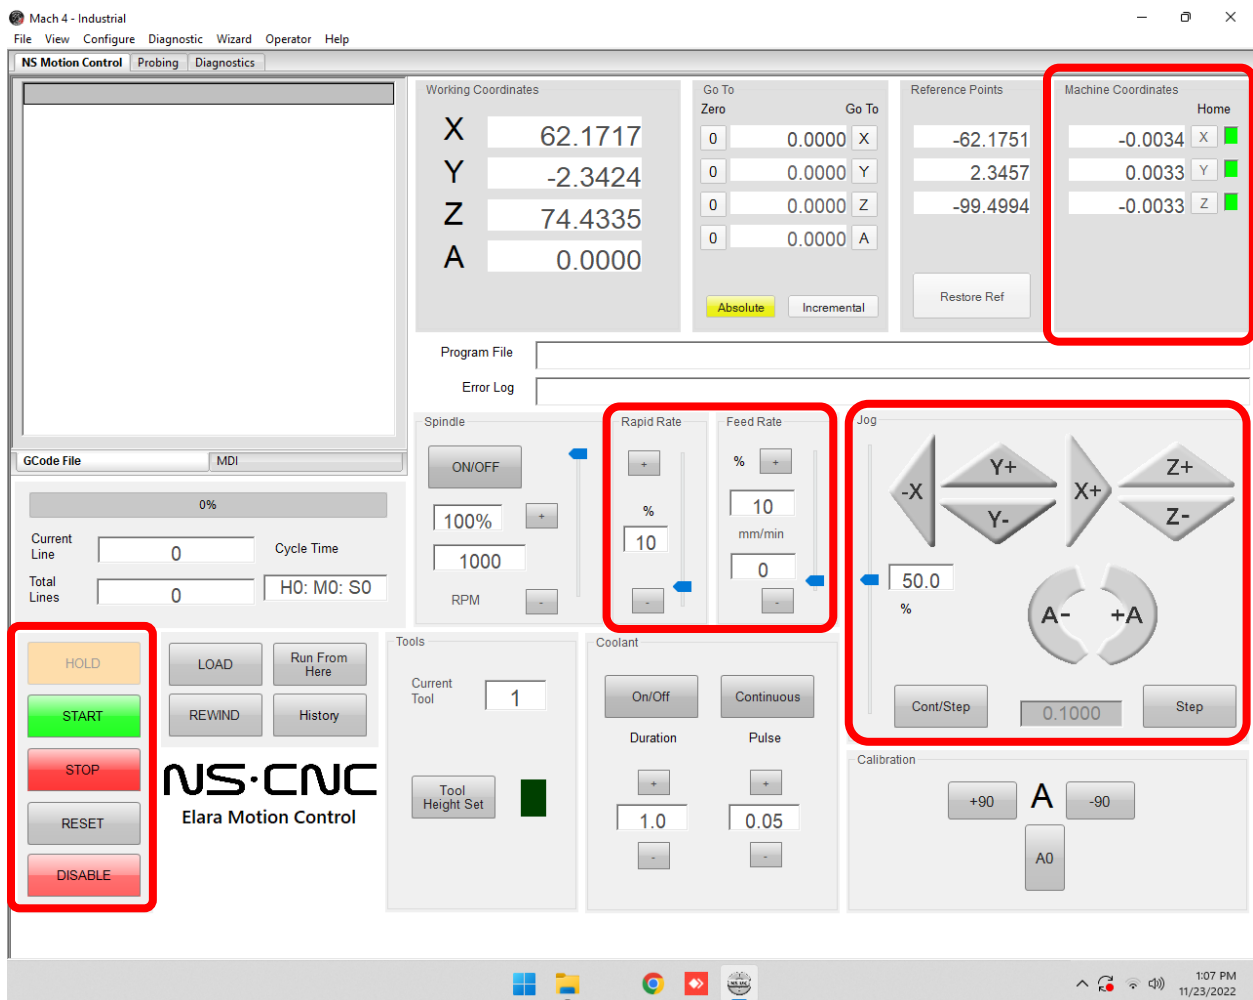 Mach 4 - Industrial
File View Configure Diagnostic Wizard Operator Help
NS Motion Control Probing Diagnostics
Working Coordinates
X 62.1717
Y -2.3424
Z 74.4335
A 0.0000
Go To
Zero Go To
0 0.0000 X
0 0.0000 Y
0 0.0000 Z
0 0.0000 A
Absolute Incremental
Reference Points
-62.1751
2.3457
-99.4994
Restore Ref
Machine Coordinates
Home
-0.0034 X
0.0033 Y
-0.0033 Z
Program File
Error Log
GCode File MDI
0%
Current
Line 0
Cycle Time
Total
Lines 0
H0: M0: S0
Spindle
ON/OFF
100% +
1000
RPM -
Rapid Rate
+
%
10
-
Feed Rate
% +
10
mm/min
0
-
Jog
-X Y+ X+ Z+
Y- Z-
50.0
%
A- +A
Cont/Step 0.1000 Step
HOLD
START
STOP
RESET
DISABLE
LOAD
Run From
Here
REWIND History
NS·CNC
Elara Motion Control
Tools
Current
Tool 1
Tool
Height Set
Coolant
On/Off Continuous
Duration Pulse
+ +
1.0 0.05
- -
Calibration
+90 A -90
A0
NS CNC
1:07 PM
11/23/2022